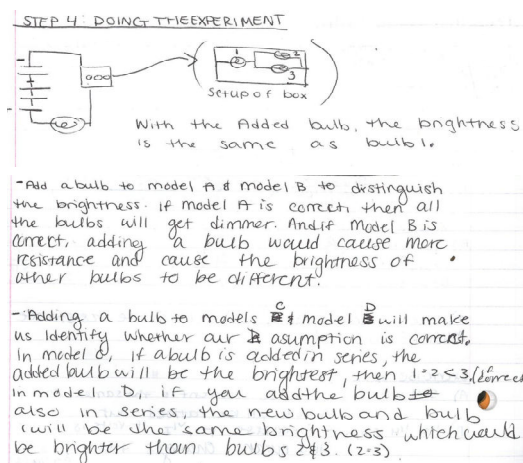 STEP 4: DOING THE EXPERIMENT
1
2
3
ooo
Setup of box
With the Added bulb, the brightness
is the same as bulb 1.
- Add a bulb to model A & model B to distinguish
the brightness. If model A is correct, then all
the bulbs will get dimmer. And if Model B is
correct, adding a bulb would cause more
resistance and cause the brightness of
other bulbs to be different.
- Adding a bulb to models C & model D will make
us Identify whether our asumption is correct.
In model C, if a bulb is added in series, the
added bulb will be the brightest, then 1=2<3.
In model D, if you add the bulb
also in series the new bulb and bulb
1 will be the same brightness which would
be brighter than bulbs 2&3. (2=3)